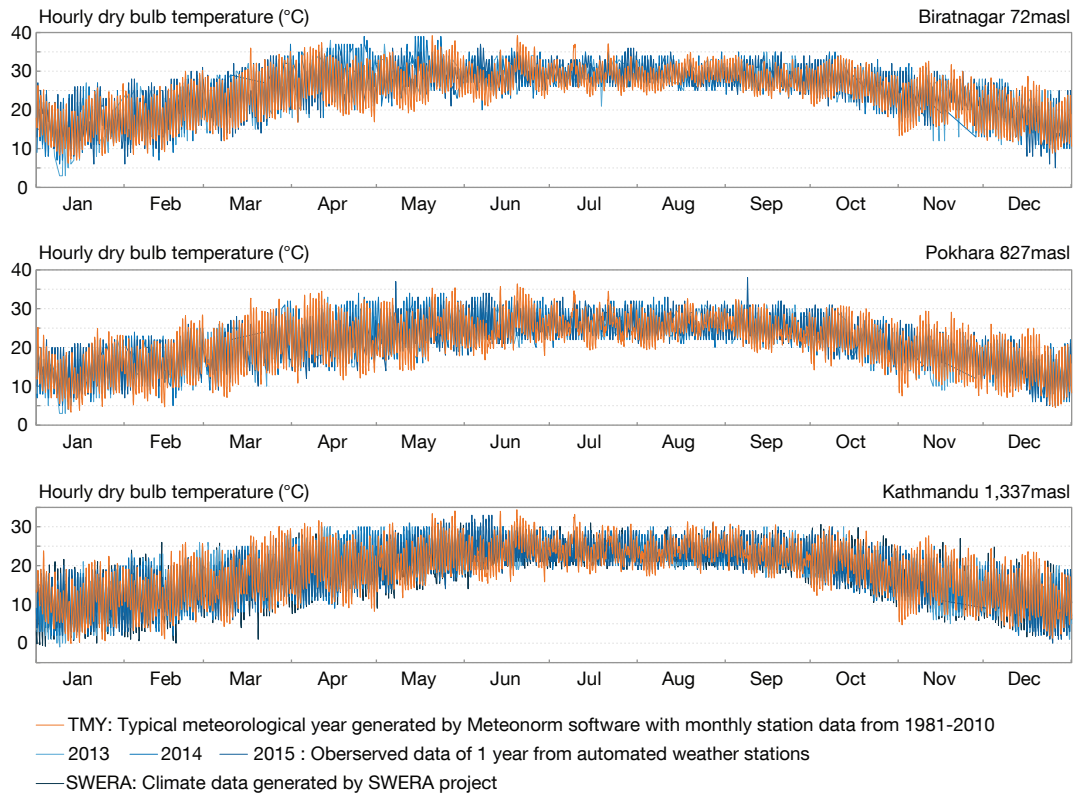 Hourly dry bulb temperature (°C) Biratnagar 72masl
40
30
20
10
0
Jan Feb Mar Apr May Jun Jul Aug Sep Oct Nov Dec
Hourly dry bulb temperature (°C) Pokhara 827masl
40
30
20
10
0
Jan Feb Mar Apr May Jun Jul Aug Sep Oct Nov Dec
Hourly dry bulb temperature (°C) Kathmandu 1,337masl
30
20
10
0
Jan Feb Mar Apr May Jun Jul Aug Sep Oct Nov Dec
TMY: Typical meteorological year generated by Meteonorm software with monthly station data from 1981-2010
2013 2014 2015 : Oberserved data of 1 year from automated weather stations
SWERA: Climate data generated by SWERA project